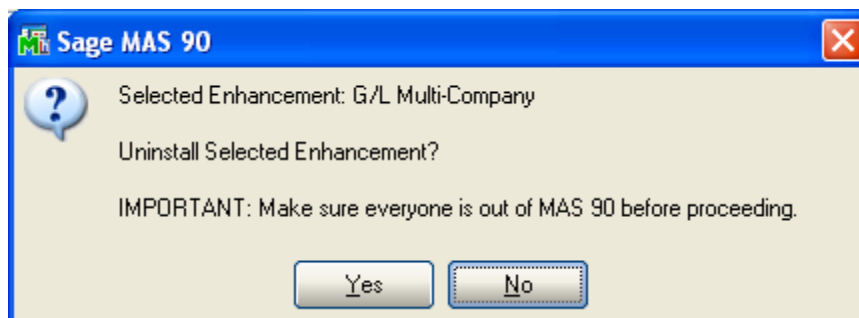 Sage MAS 90
Selected Enhancement: G/L Multi-Company
Uninstall Selected Enhancement?
IMPORTANT: Make sure everyone is out of MAS 90 before proceeding.
Yes No